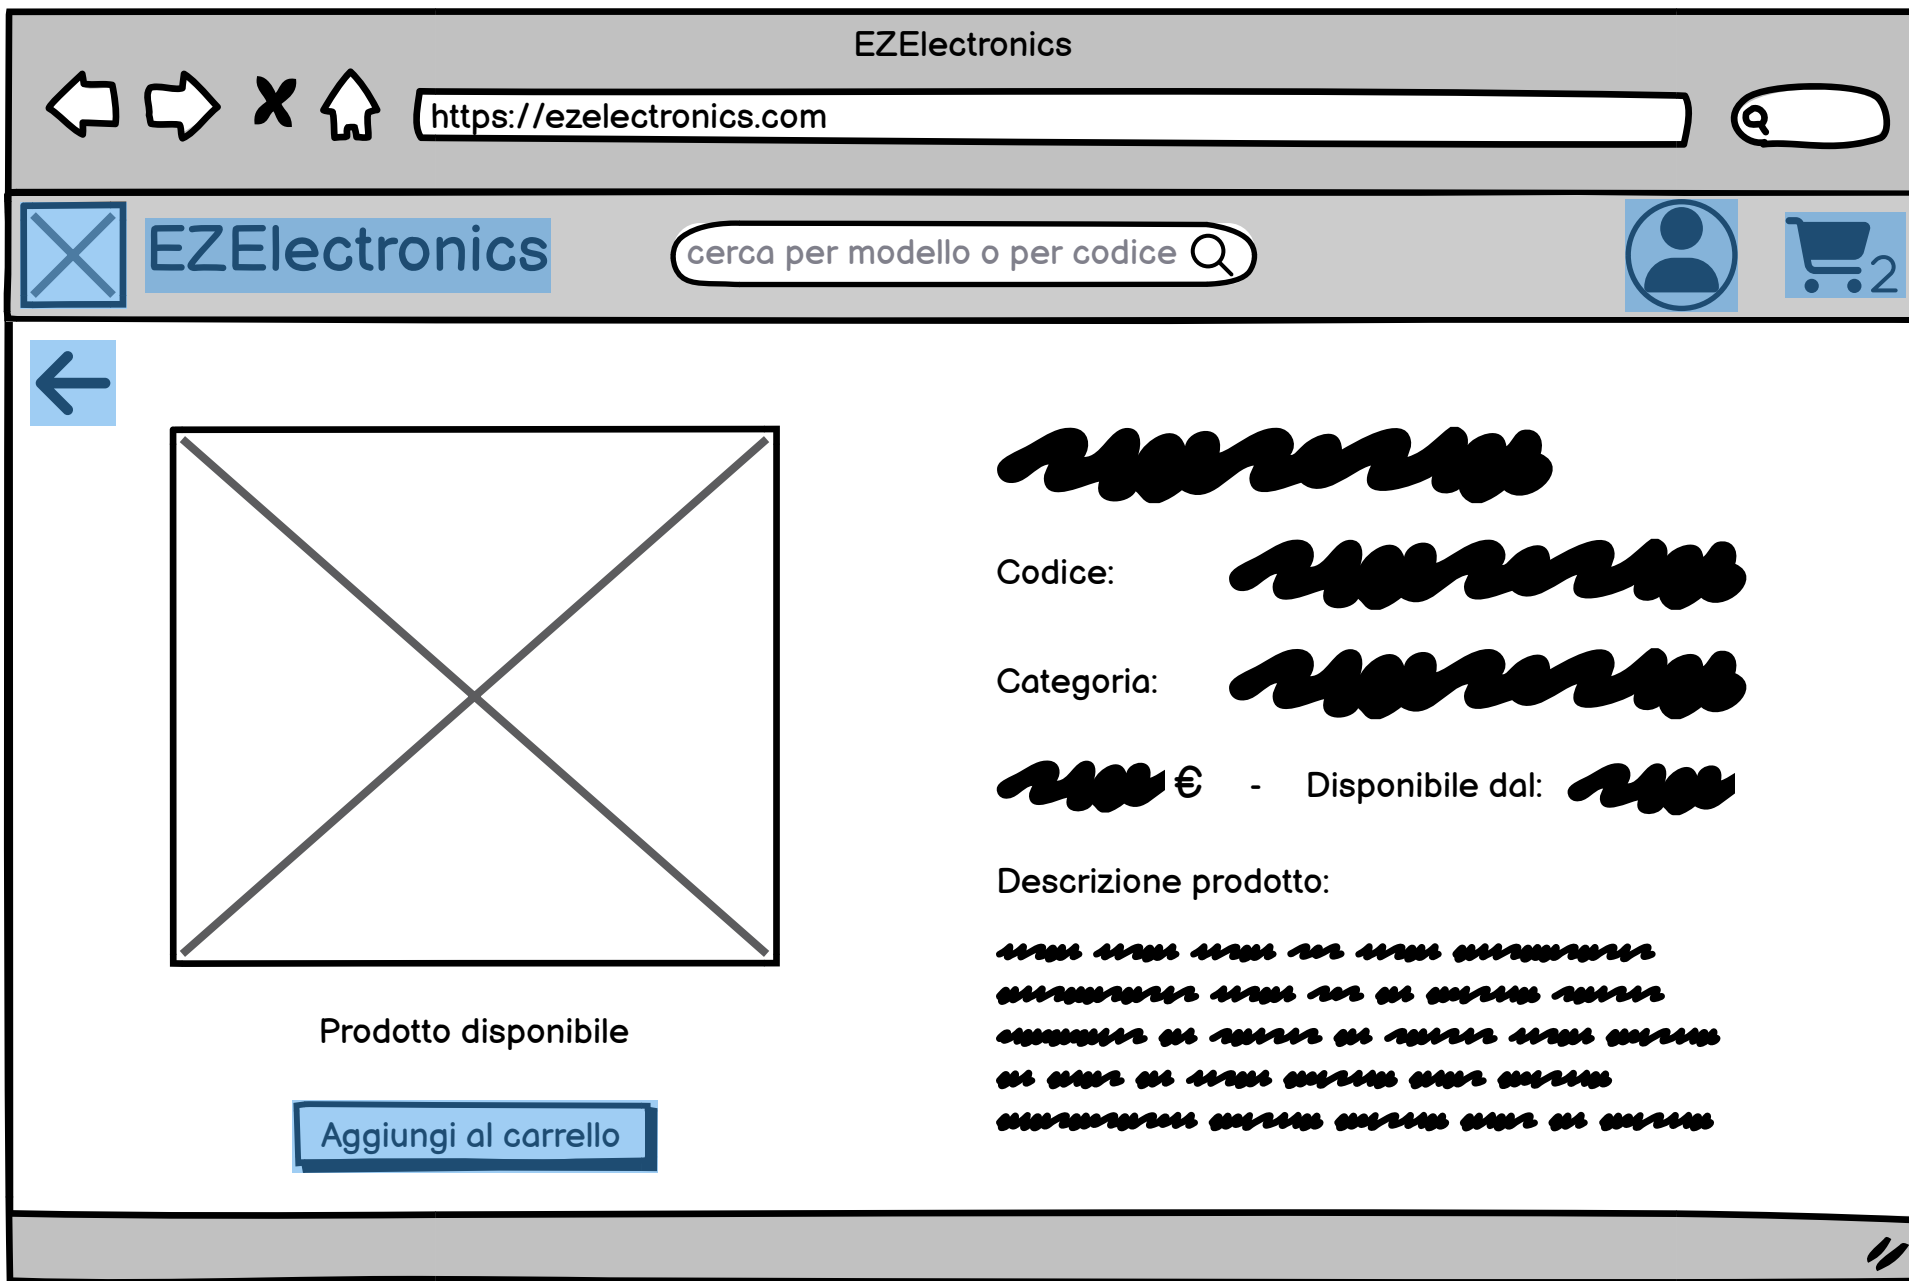 EZElectronics
https://ezelectronics.com
EZElectronics
cerca per modello o per codice
2
Codice:
Categoria:
€ - Disponibile dal:
Descrizione prodotto:
Prodotto disponibile
Aggiungi al carrello